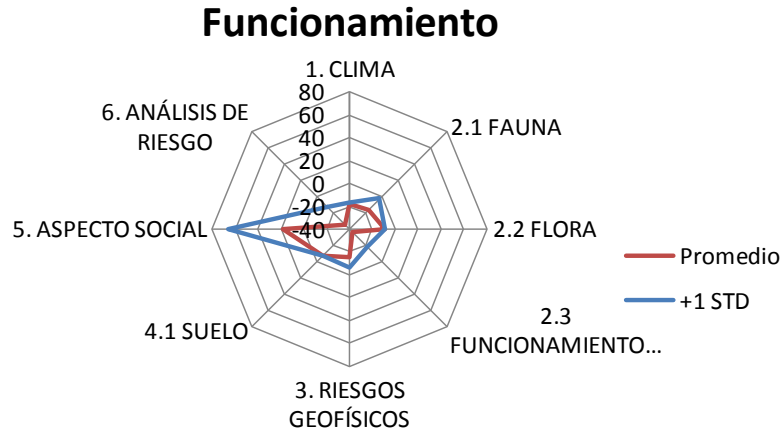 Funcionamiento
1. CLIMA
80
60
40
20
0
-20
-40
2.1 FAUNA
2.2 FLORA
2.3
FUNCIONAMIENTO...
3. RIESGOS
GEOFÍSICOS
4.1 SUELO
5. ASPECTO SOCIAL
6. ANÁLISIS DE
RIESGO
Promedio
+1 STD